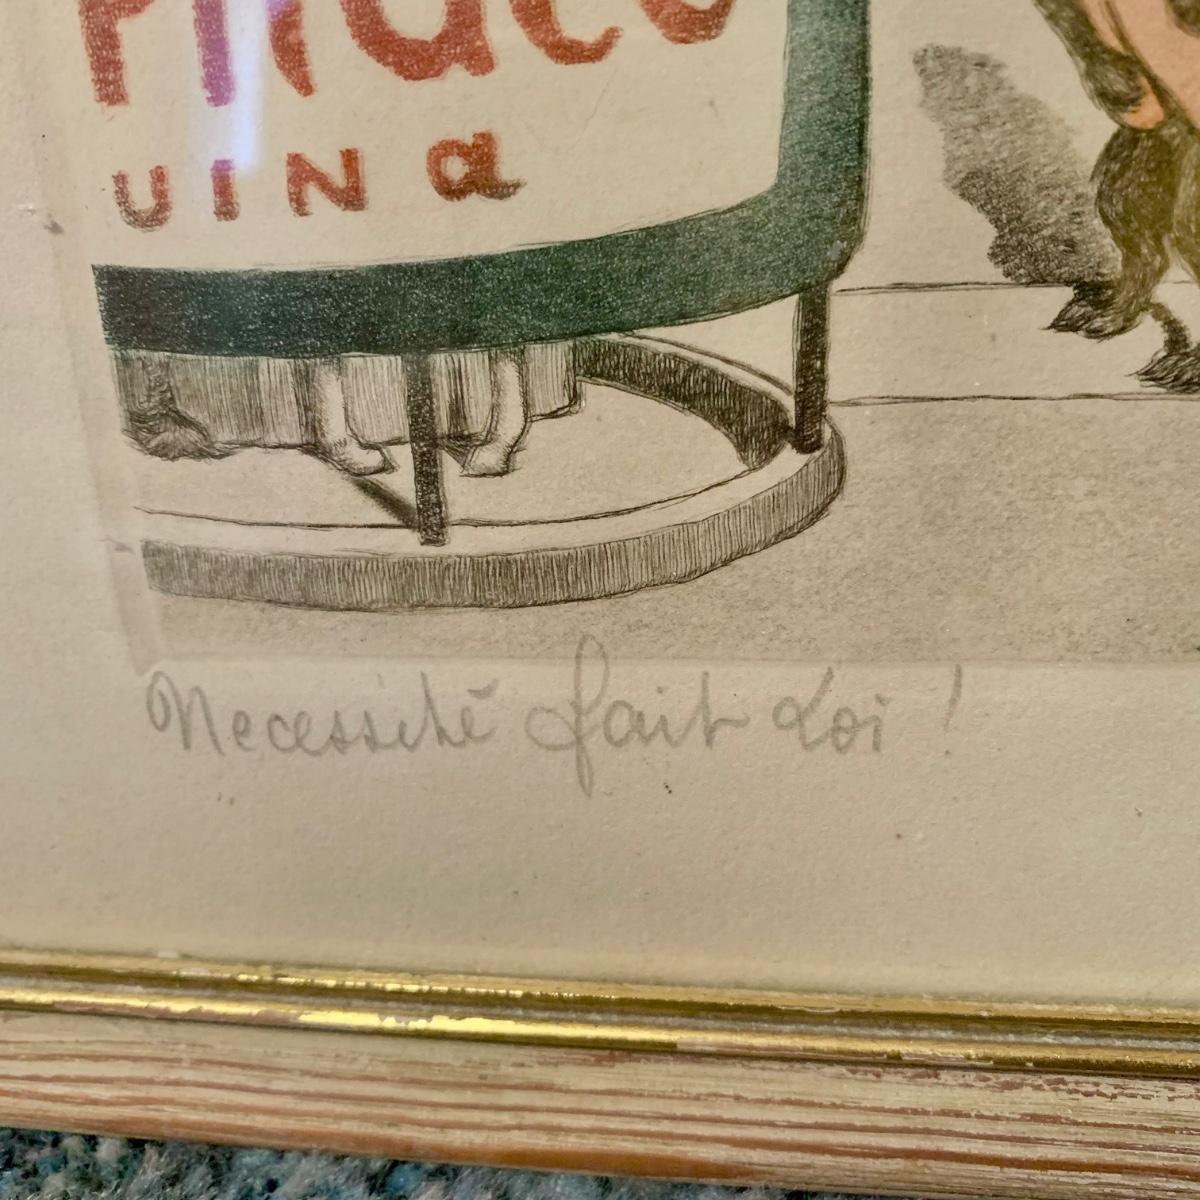 UINA
Necessité fait Loi !